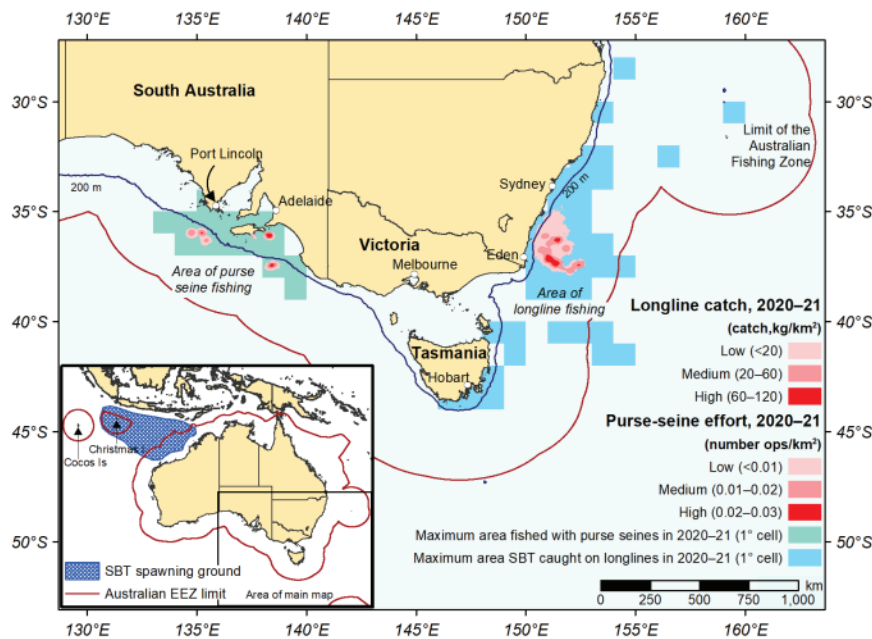 130°E 135°E 140°E 145°E 150°E 155°E 160°E
30°S
35°S
40°S
45°S
50°S
30°S
35°S
40°S
45°S
50°S
South Australia
Port Lincoln
200 m
Adelaide
Area of purse
seine fishing
Victoria
Melbourne
Sydney
200 m
Eden
Area of
longline fishing
Limit of the
Australian
Fishing Zone
Tasmania
Hobart
Longline catch, 2020–21
(catch,kg/km²)
Low (<20)
Medium (20–60)
High (60–120)
Purse-seine effort, 2020–21
(number ops/km²)
Low (<0.01)
Medium (0.01–0.02)
High (0.02–0.03)
Maximum area fished with purse seines in 2020–21 (1° cell)
Maximum area SBT caught on longlines in 2020–21 (1° cell)
km
0 250 500 750 1,000
Christmas I
Cocos Is
SBT spawning ground
Australian EEZ limit
Area of main map
130°E 135°E 140°E 145°E 150°E 155°E 160°E